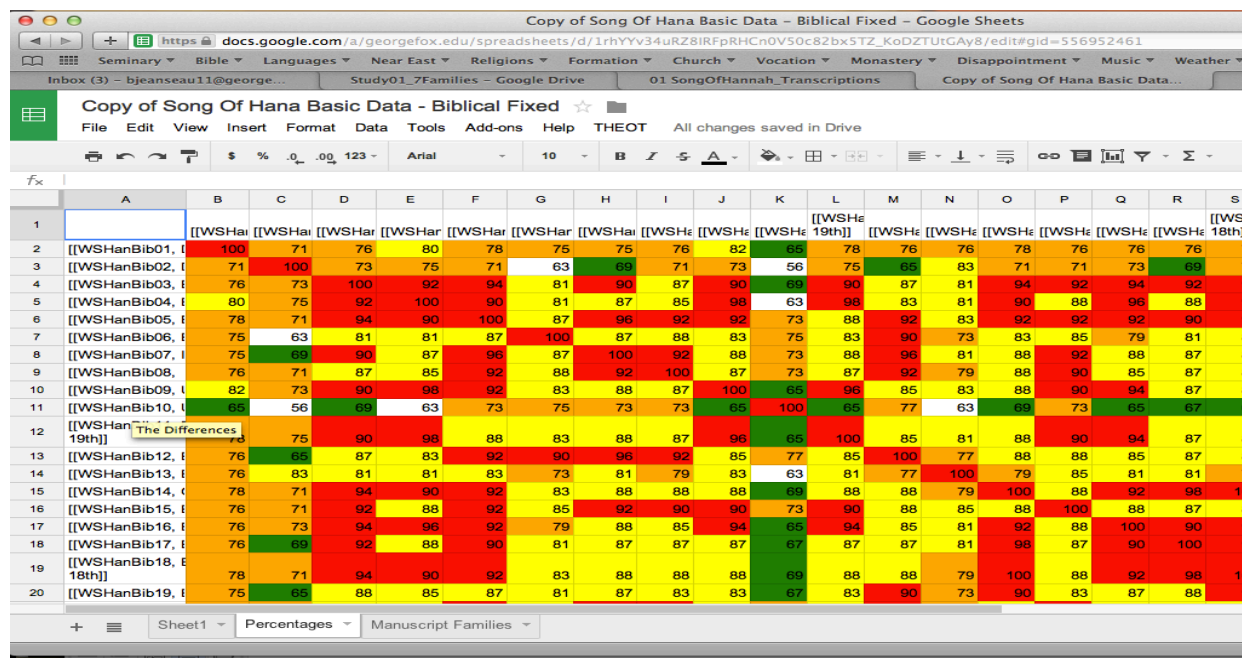 Copy of Song Of Hana Basic Data – Biblical Fixed – Google Sheets
https docs.google.com/a/georgefox.edu/spreadsheets/d/1rhYYv34uRZ8IRFpRHCn0V50c82bx5TZ_KoDZTUtGAy8/edit#gid=556952461
Seminary Bible Languages Near East Religions Formation Church Vocation Monastery Disappointment Music Weather
Inbox (3) – bjeanseau11@george... Study01_7Families – Google Drive 01 SongOfHannah_Transcriptions Copy of Song Of Hana Basic Data...
Copy of Song Of Hana Basic Data - Biblical Fixed
File Edit View Insert Format Data Tools Add-ons Help THEOT All changes saved in Drive
$ % .0 .00 123 Arial 10 B I S A Σ
fx
A B C D E F G H I J K L M N O P Q R S
1 [[WSHar [[WSHar [[WSHar [[WSHar [[WSHar [[WSHar [[WSHar [[WSHa [[WSHa [[WSHa [[WSHa 19th]] [[WSHa [[WSHa [[WSHa [[WSHa [[WSHa [[WSHa [[WS 18th]
2 [[WSHanBib01, 100 71 76 80 78 75 75 76 82 65 78 76 76 78 76 76 76
3 [[WSHanBib02, 71 100 73 75 71 63 69 71 73 56 75 65 83 71 71 73 69
4 [[WSHanBib03, 76 73 100 92 94 81 90 87 90 69 90 87 81 94 92 94 92
5 [[WSHanBib04, 80 75 92 100 90 81 87 85 98 63 98 83 81 90 88 96 88
6 [[WSHanBib05, 78 71 94 90 100 87 96 92 92 73 88 92 83 92 92 92 90
7 [[WSHanBib06, 75 63 81 81 87 100 87 88 83 75 83 90 73 83 85 79 81
8 [[WSHanBib07, 75 69 90 87 96 87 100 92 88 73 88 96 81 88 92 88 87
9 [[WSHanBib08, 76 71 87 85 92 88 92 100 87 73 87 92 79 88 90 85 87
10 [[WSHanBib09, 82 73 90 98 92 83 88 87 100 65 96 85 83 88 90 94 87
11 [[WSHanBib10, 65 56 69 63 73 75 73 73 65 100 65 77 63 69 73 65 67
The Differences
12 [[WSHan 19th]] 78 75 90 98 88 83 88 87 96 65 100 85 81 88 90 94 87
13 [[WSHanBib12, 76 65 87 83 92 90 96 92 85 77 85 100 77 88 88 85 87
14 [[WSHanBib13, 76 83 81 81 83 73 81 79 83 63 81 77 100 79 85 81 81
15 [[WSHanBib14, 78 71 94 90 92 83 88 88 88 69 88 88 79 100 88 92 98 1
16 [[WSHanBib15, 76 71 92 88 92 85 92 90 90 73 90 88 85 88 100 88 87
17 [[WSHanBib16, 76 73 94 96 92 79 88 85 94 65 94 85 81 92 88 100 90
18 [[WSHanBib17, 76 69 92 88 90 81 87 87 87 67 87 87 81 98 87 90 100
19 [[WSHanBib18, 18th]] 78 71 94 90 92 83 88 88 88 69 88 88 79 100 88 92 98 1
20 [[WSHanBib19, 75 65 88 85 87 81 87 83 83 67 83 90 73 90 83 87 88
Sheet1 Percentages Manuscript Families